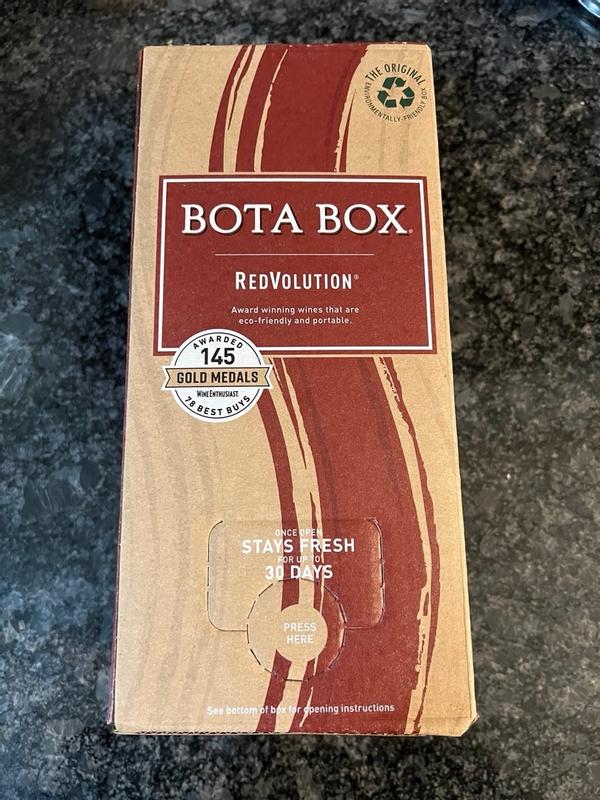 THE ORIGINAL
ENVIRONMENTALLY-FRIENDLY BOX
BOTA BOX®
REDVOLUTION®
Award winning wines that are
eco-friendly and portable.
AWARDED
145
GOLD MEDALS
WINEENTHUSIAST
78 BEST BUYS
ONCE OPEN
STAYS FRESH
FOR UP TO
30 DAYS
PRESS
HERE
See bottom of box for opening instructions